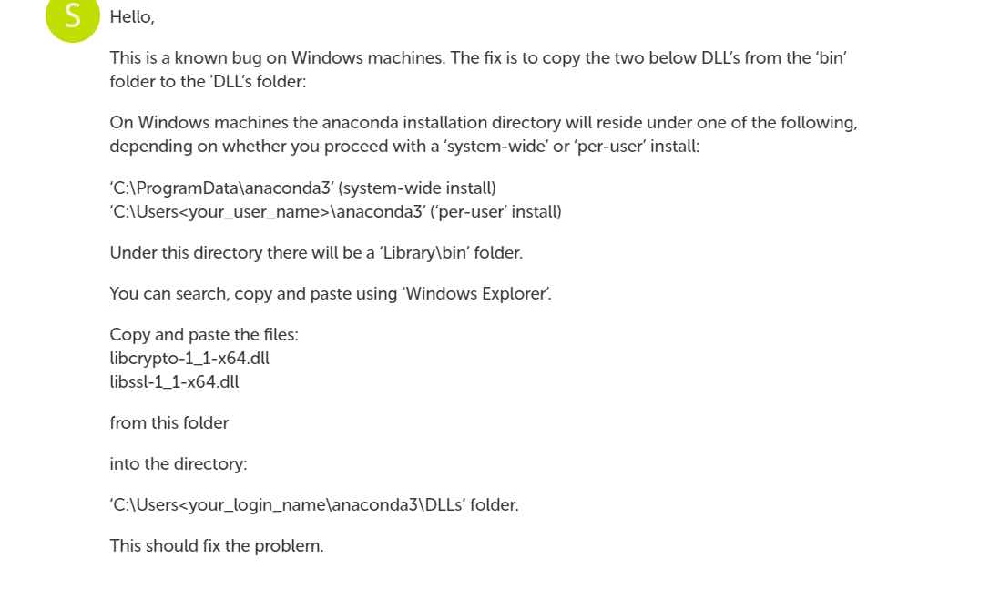 S
Hello,
This is a known bug on Windows machines. The fix is to copy the two below DLL’s from the ‘bin’
folder to the 'DLL’s folder:
On Windows machines the anaconda installation directory will reside under one of the following,
depending on whether you proceed with a ‘system-wide’ or ‘per-user’ install:
‘C:\ProgramData\anaconda3’ (system-wide install)
‘C:\Users<your_user_name>\anaconda3’ (‘per-user’ install)
Under this directory there will be a ‘Library\bin’ folder.
You can search, copy and paste using ‘Windows Explorer’.
Copy and paste the files:
libcrypto-1_1-x64.dll
libssl-1_1-x64.dll
from this folder
into the directory:
‘C:\Users<your_login_name\anaconda3\DLLs’ folder.
This should fix the problem.